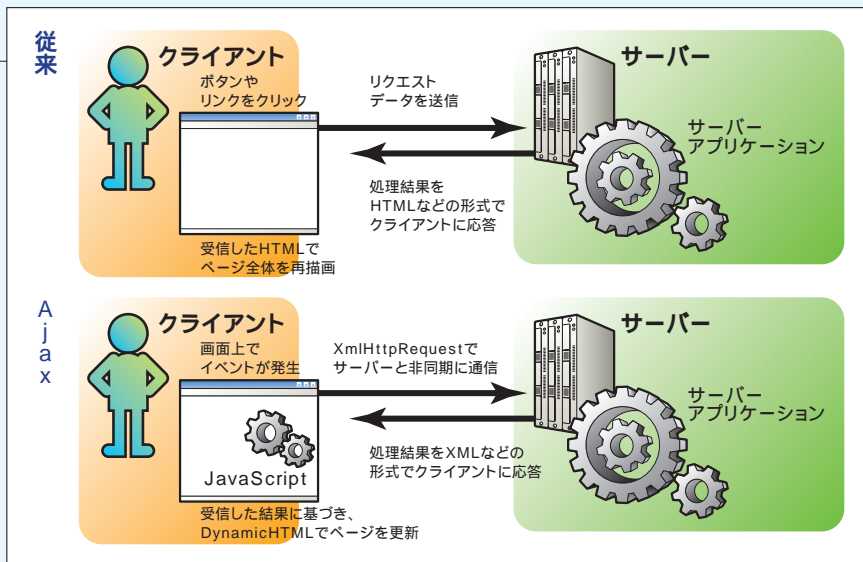 従来
クライアント
ボタンや
リンクをクリック
リクエスト
データを送信
サーバー
サーバー
アプリケーション
処理結果を
HTMLなどの形式で
クライアントに応答
受信したHTMLで
ページ全体を再描画
Ajax
クライアント
画面上で
イベントが発生
XmlHttpRequestで
サーバーと非同期に通信
サーバー
サーバー
アプリケーション
処理結果をXMLなどの
形式でクライアントに応答
JavaScript
受信した結果に基づき、
DynamicHTMLでページを更新